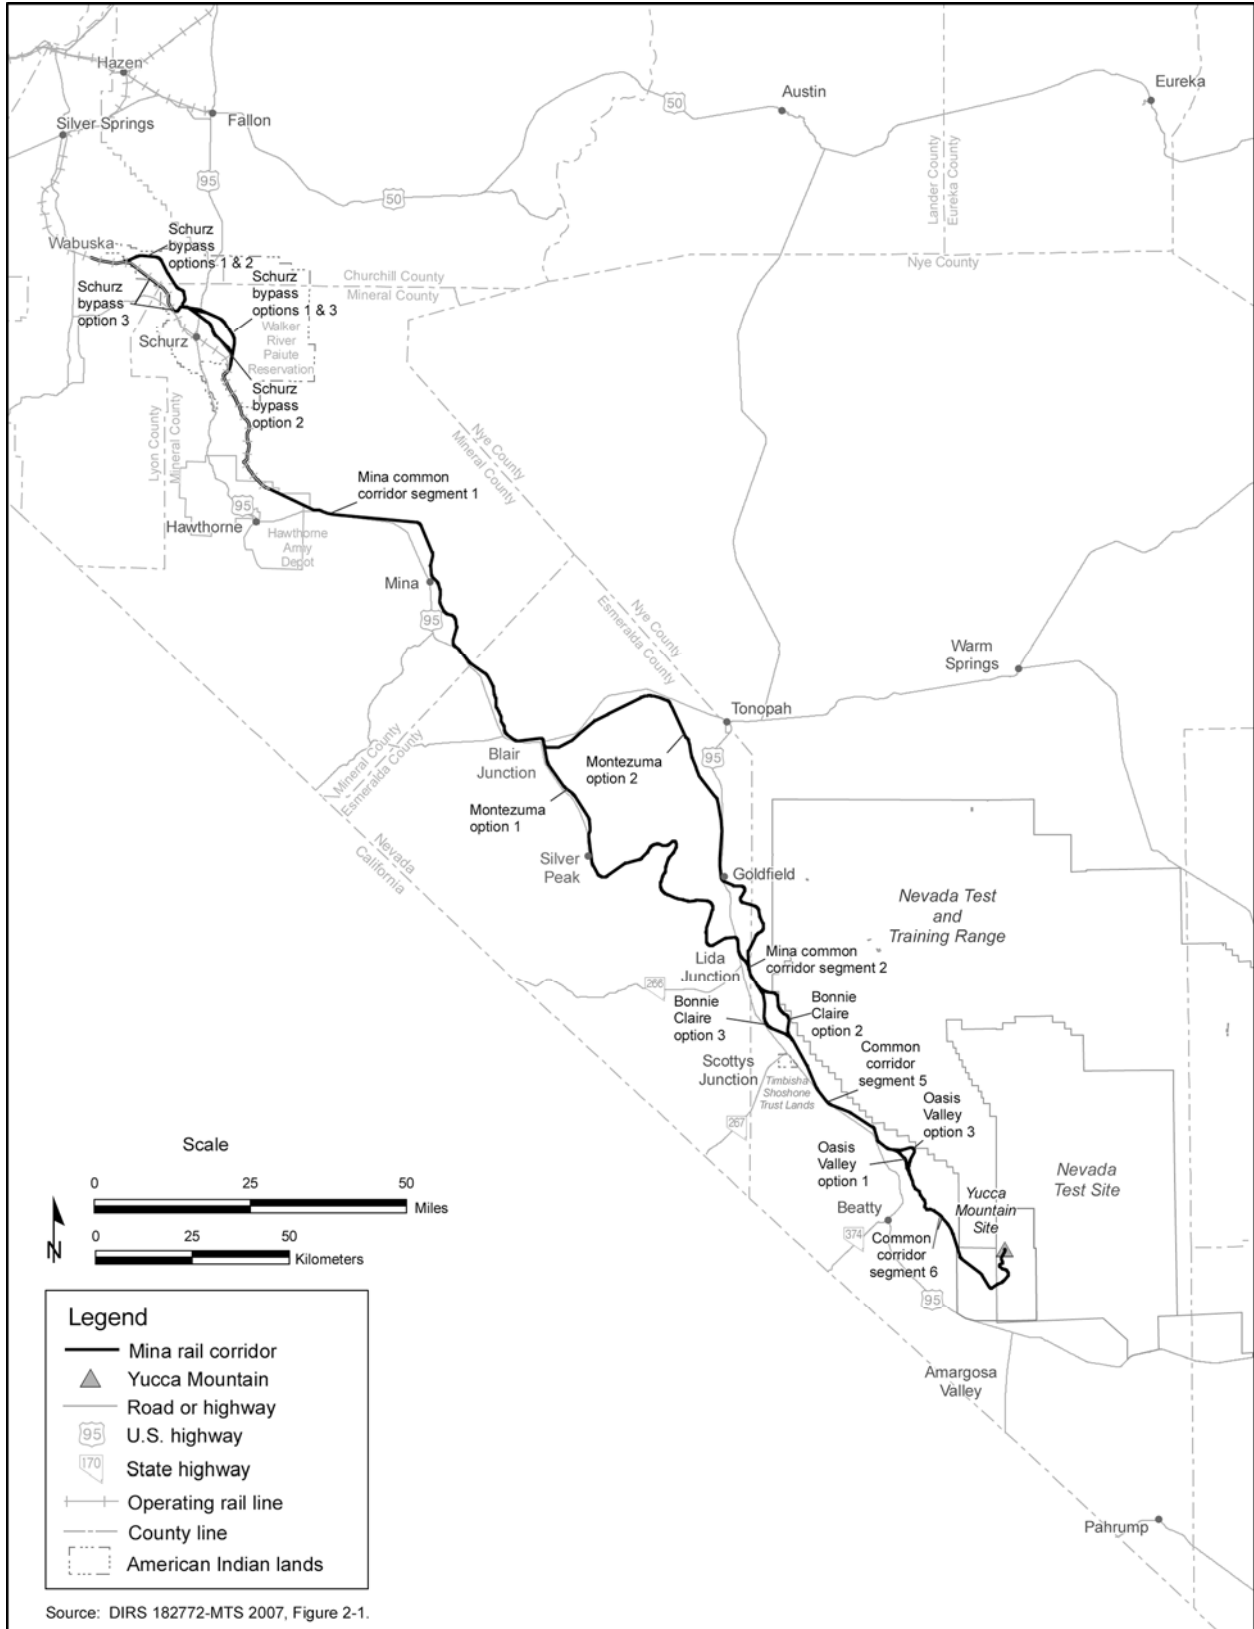 Hazen
Austin
Eureka
50
Silver Springs
Fallon
95
50
Lander County
Eureka County
Wabuska
Schurz
bypass
options 1 & 2
Nye County
Schurz
bypass
option 3
Schurz
bypass
options 1 & 3
Churchill County
Mineral County
Walker
River
Paiute
Reservation
Schurz
Schurz
bypass
option 2
Lyon County
Mineral County
Nye County
Mineral County
Mina common
corridor segment 1
95
Hawthorne
Hawthorne
Army
Depot
Mina
95
Nye County
Esmeralda County
Warm
Springs
Tonopah
Mineral County
Esmeralda County
Blair
Junction
Montezuma
option 2
95
Montezuma
option 1
Nevada
California
Silver
Peak
Goldfield
Nevada Test
and
Training Range
Lida
Junction
Mina common
corridor segment 2
266
Bonnie
Claire
option 3
Bonnie
Claire
option 2
Scottys
Junction
Common
corridor
segment 5
Timbisha
Shoshone
Trust Lands
267
Oasis
Valley
option 3
Oasis
Valley
option 1
Nevada
Test Site
Yucca
Mountain
Site
Beatty
374
Common
corridor
segment 6
95
Amargosa
Valley
Pahrump
Scale
0 25 50
Miles
0 25 50
Kilometers
N
Legend
Mina rail corridor
Yucca Mountain
Road or highway
95 U.S. highway
170 State highway
Operating rail line
County line
American Indian lands
Source: DIRS 182772-MTS 2007, Figure 2-1.